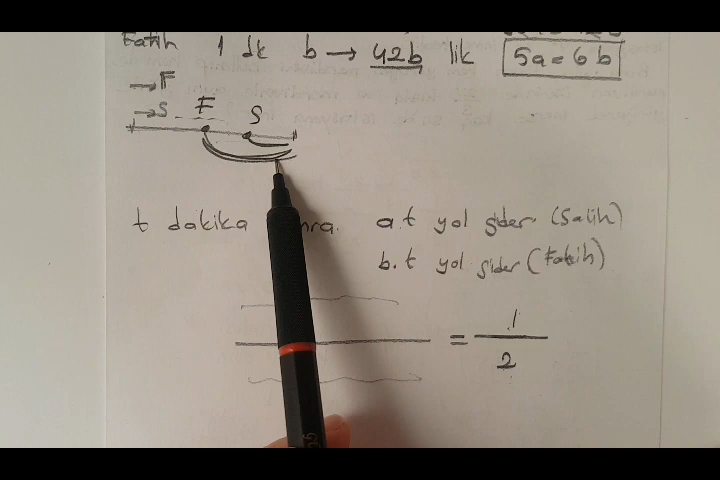 Fatih 1 dk b → 42b lik 5a = 6b
→ F
→ S
F S
t dakika a.t yol gider (Salih)
b.t yol gider (Fatih)
= 1
2